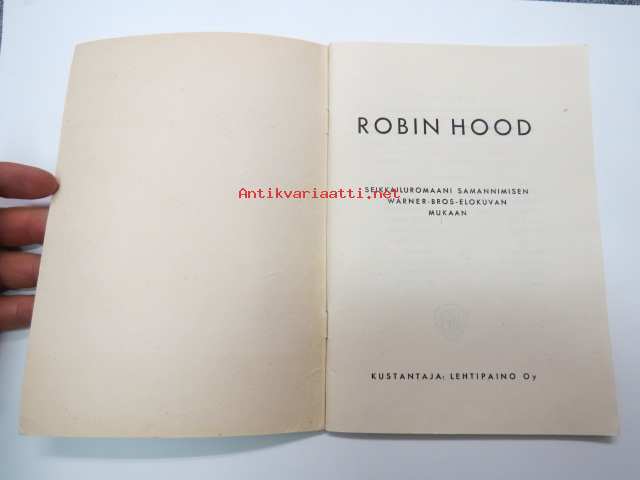 ROBIN HOOD
Antikvariaatti.net
SEIKKAILUROMAANI SAMANNIMISEN
WARNER-BROS-ELOKUVAN
MUKAAN
KUSTANTAJA: LEHTIPAINO Oy